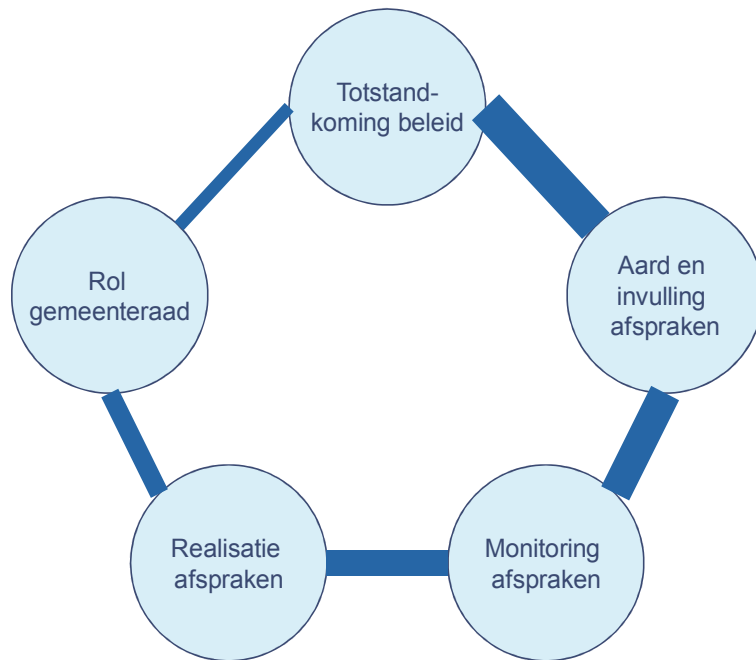 Totstand-
koming beleid
Aard en
invulling
afspraken
Monitoring
afspraken
Realisatie
afspraken
Rol
gemeenteraad